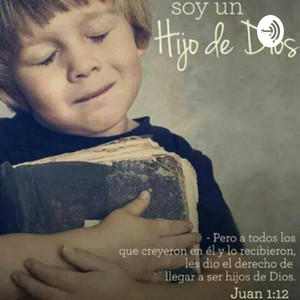 soy un
Hijo de Dios
- Pero a todos los
que creyeron en él y lo recibieron,
les dio el derecho de
llegar a ser hijos de Dios.
Juan 1:12